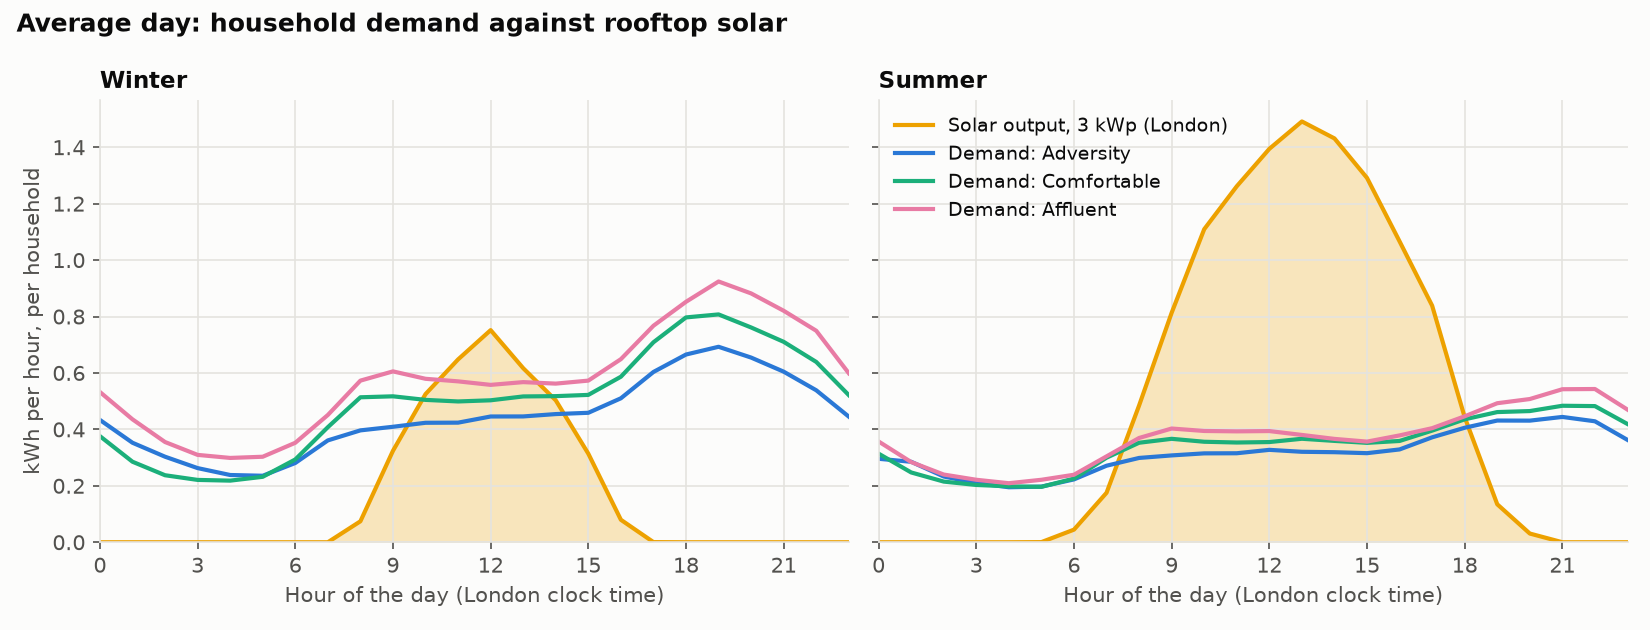 Average day: household demand against rooftop solar
Winter
Summer
Solar output, 3 kWp (London)
Demand: Adversity
Demand: Comfortable
Demand: Affluent
kWh per hour, per household
1.4
1.2
1.0
0.8
0.6
0.4
0.2
0.0
0 3 6 9 12 15 18 21
0 3 6 9 12 15 18 21
Hour of the day (London clock time)
Hour of the day (London clock time)